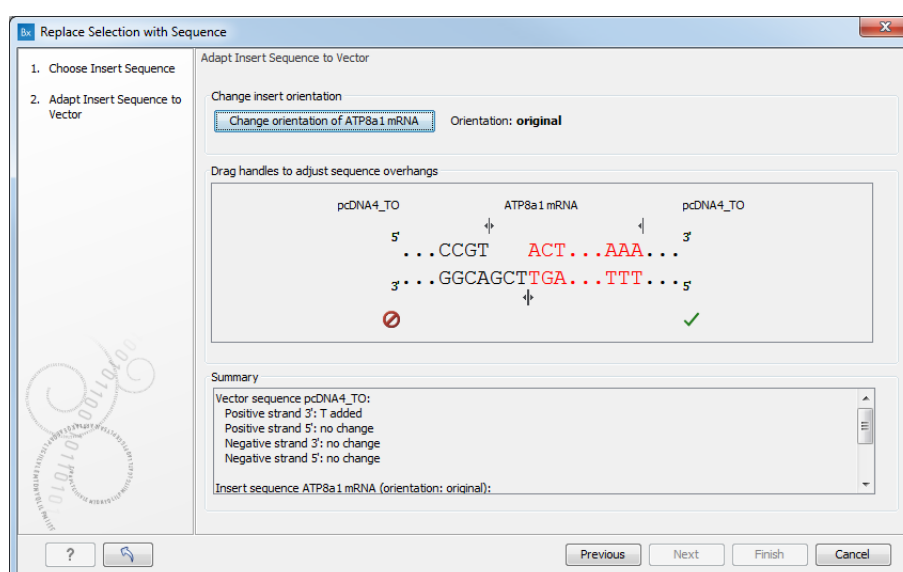 Bx Replace Selection with Sequence
X
1. Choose Insert Sequence
2. Adapt Insert Sequence to
Vector
Adapt Insert Sequence to Vector
Change insert orientation
Change orientation of ATP8a1 mRNA Orientation: original
Drag handles to adjust sequence overhangs
pcDNA4_TO ATP8a1 mRNA pcDNA4_TO
5' 3'
...CCGT ACT...AAA...
3'...GGCAGCTTGA...TTT...5'
Summary
Vector sequence pcDNA4_TO:
Positive strand 3': T added
Positive strand 5': no change
Negative strand 3': no change
Negative strand 5': no change
Insert sequence ATP8a1 mRNA (orientation: original):
? Previous Next Finish Cancel